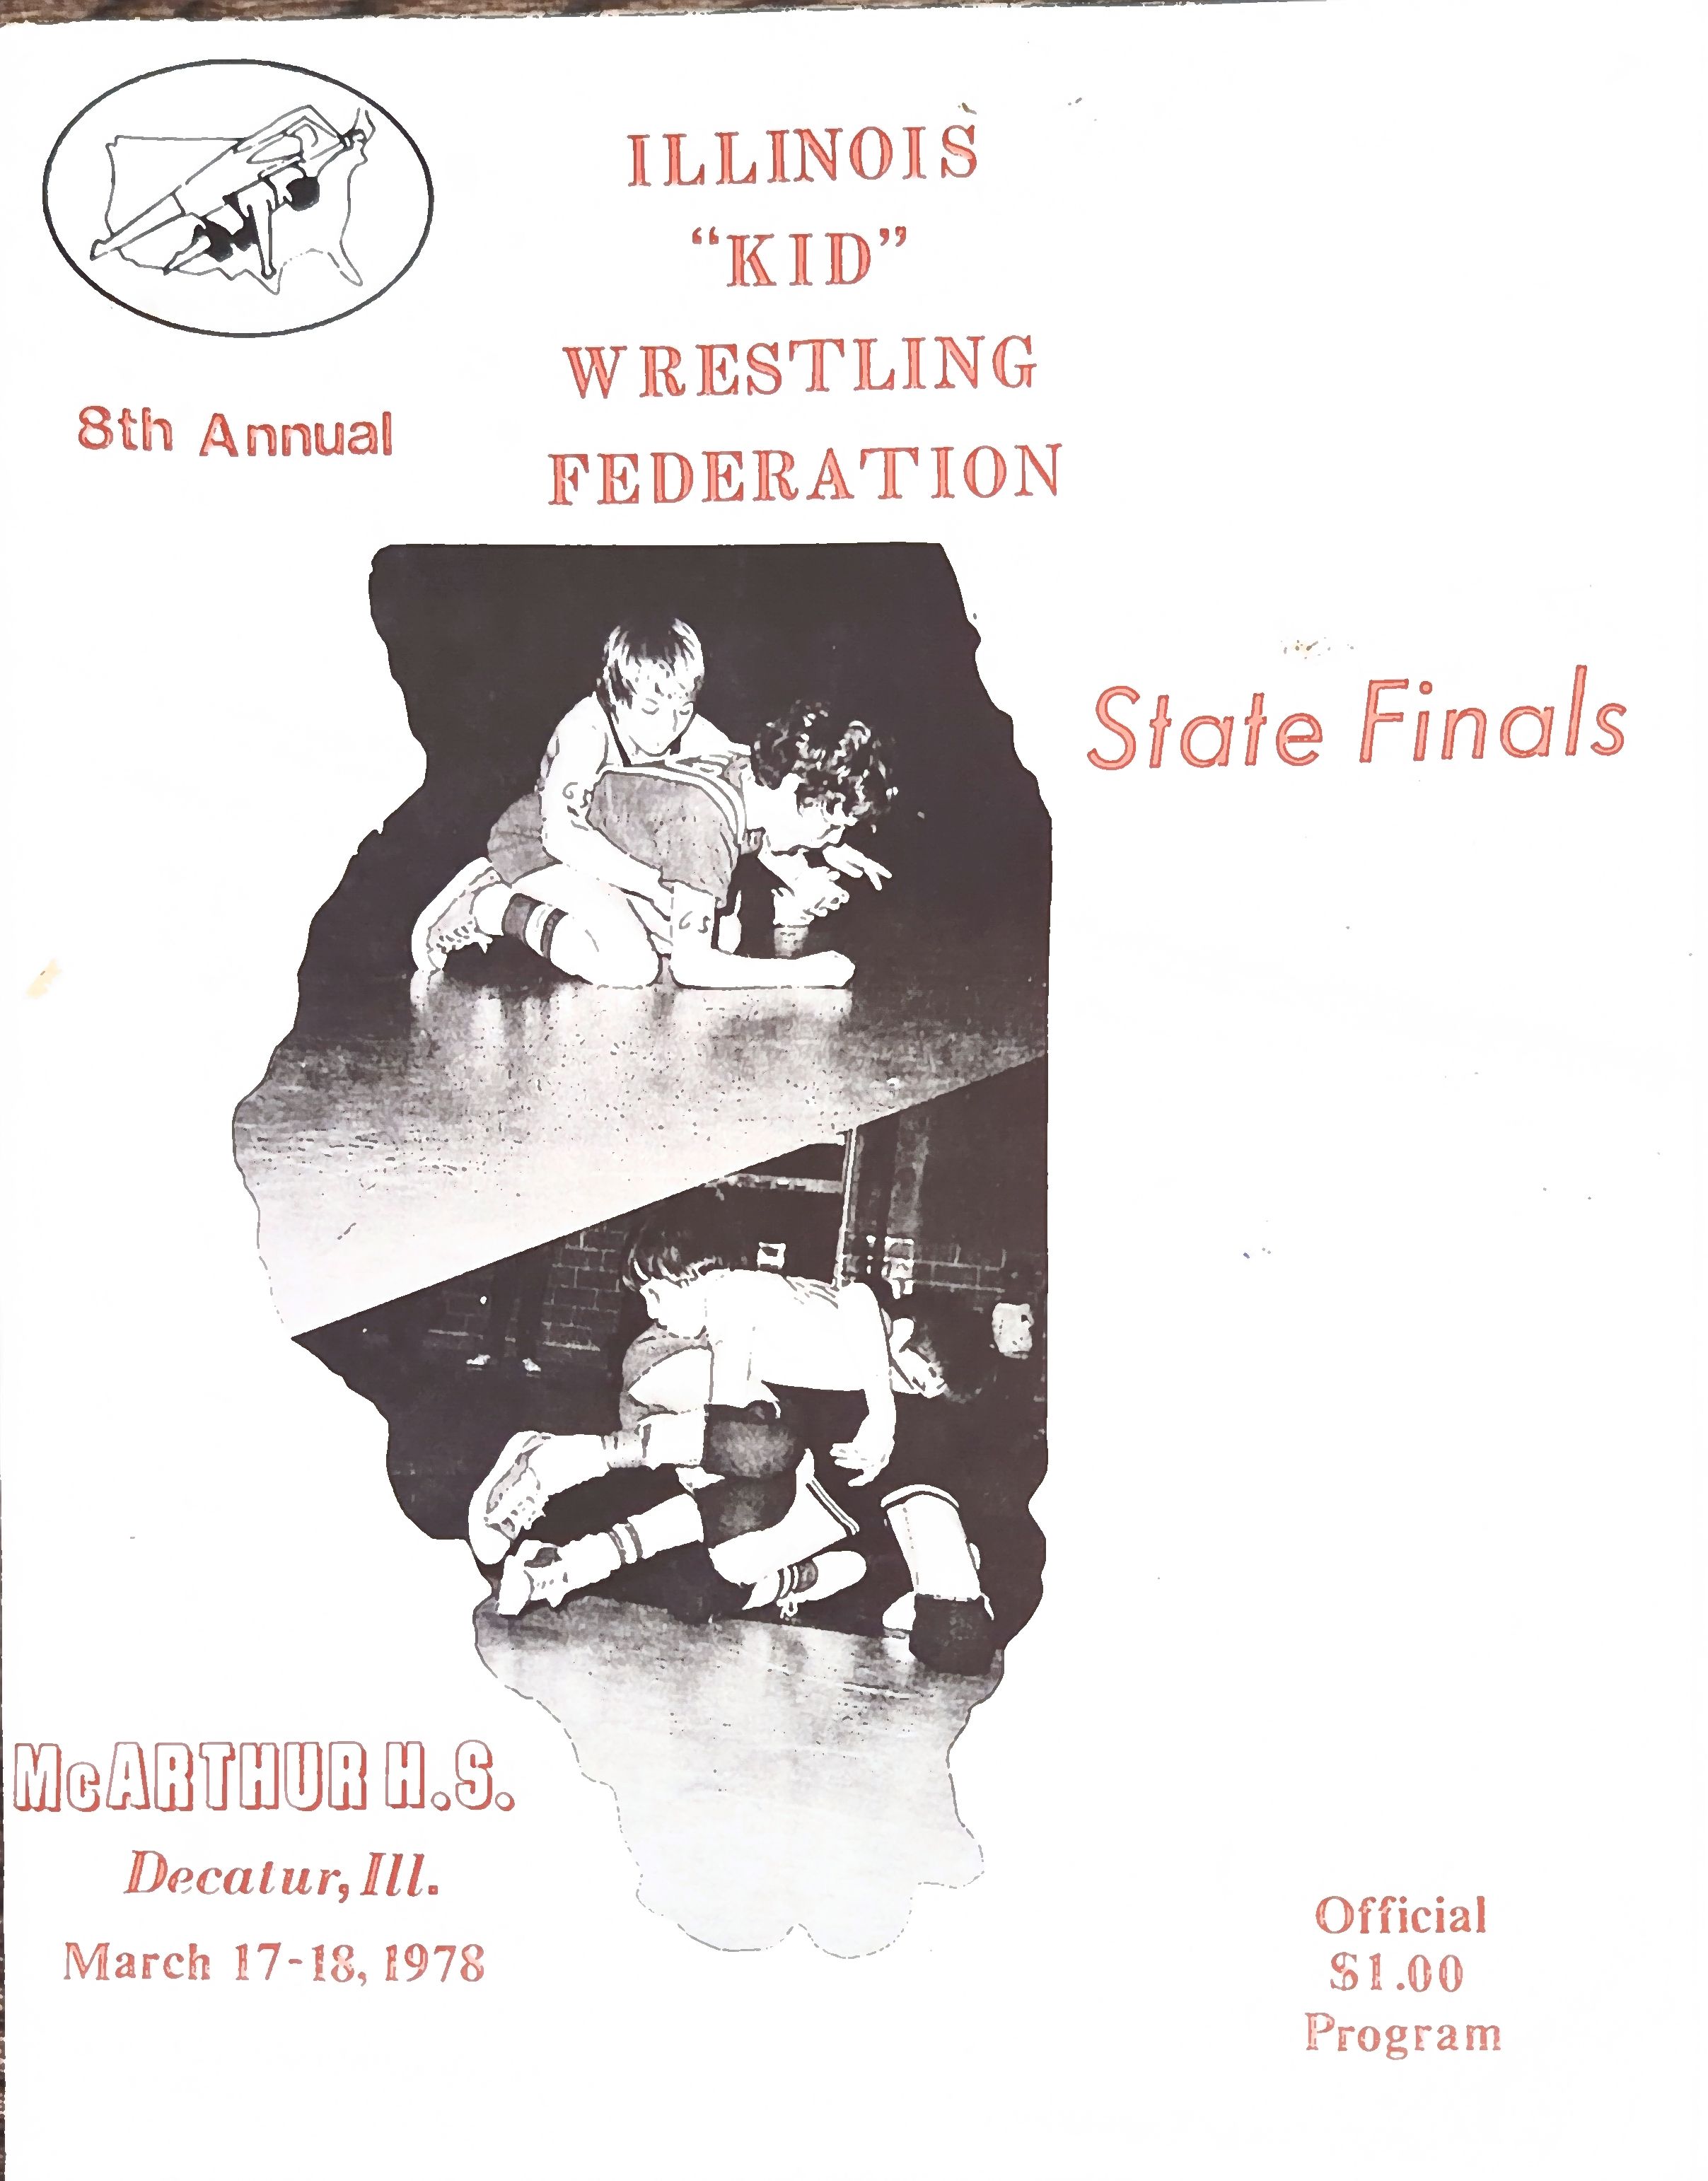 ILLINOIS
“KID”
WRESTLING
FEDERATION
8th Annual
State Finals
McARTHUR H.S.
Decatur, Ill.
March 17-18, 1978
Official
$1.00
Program